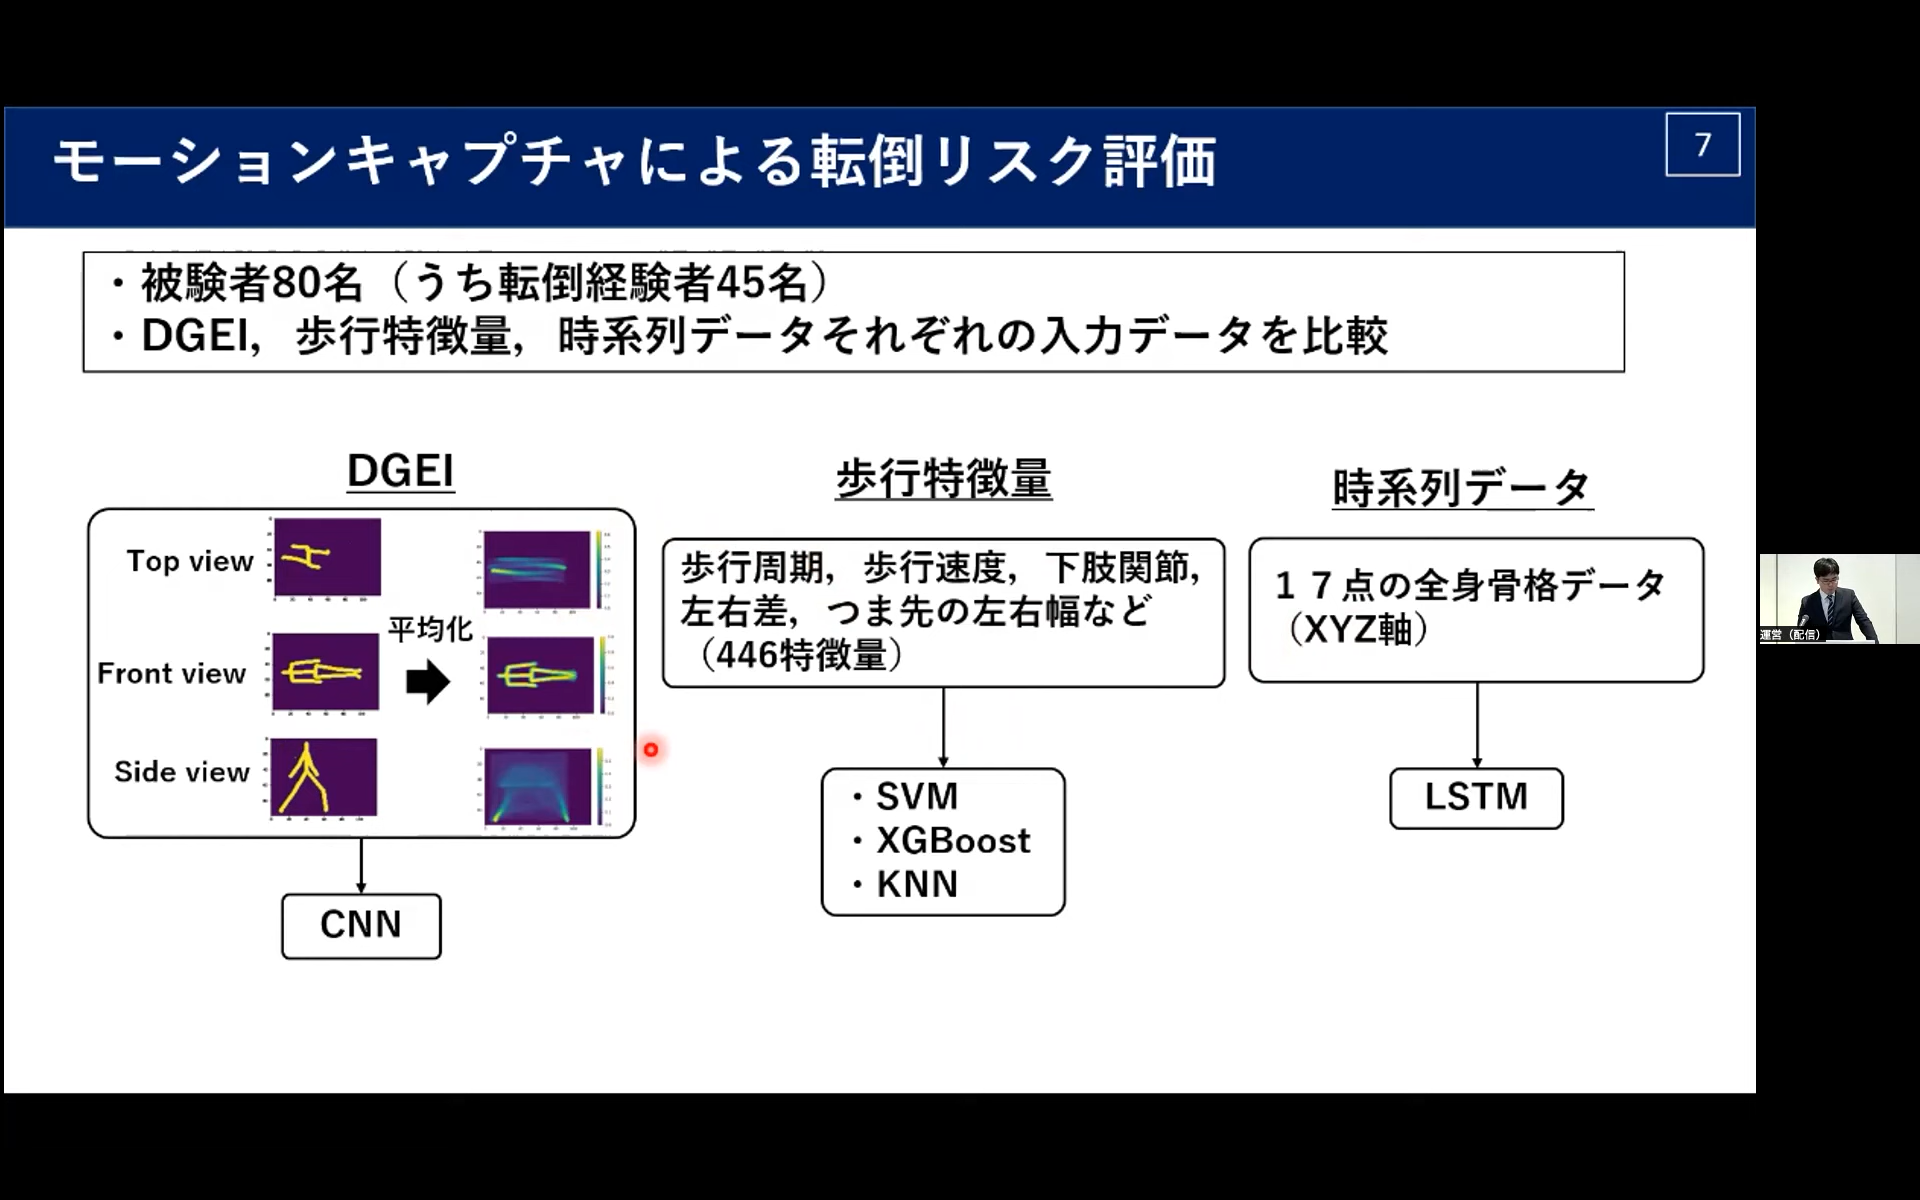 モーションキャプチャによる転倒リスク評価
7
・被験者80名（うち転倒経験者45名）
・DGEI，歩行特徴量，時系列データそれぞれの入力データを比較
DGEI
Top view
平均化
Front view
Side view
CNN
歩行特徴量
歩行周期，歩行速度，下肢関節，
左右差，つま先の左右幅など
（446特徴量）
・SVM
・XGBoost
・KNN
時系列データ
１７点の全身骨格データ
（XYZ軸）
LSTM
運営（配信）